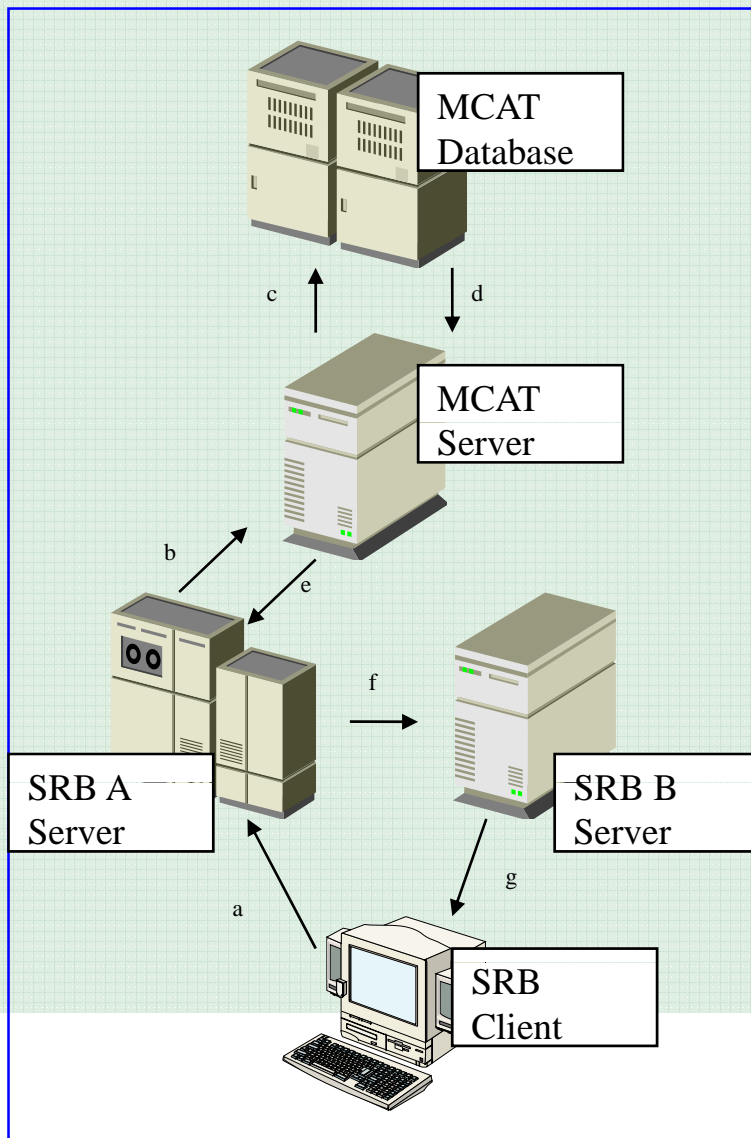 MCAT
Database
c
d
MCAT
Server
b
e
f
SRB A
Server
SRB B
Server
a
g
SRB
Client